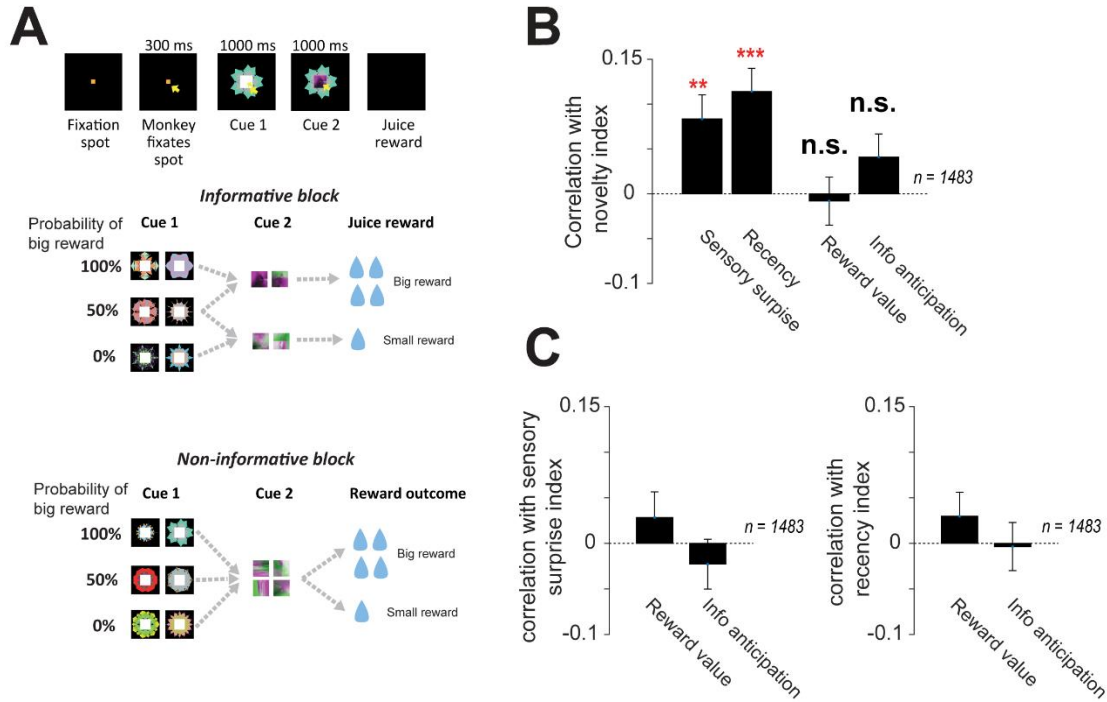 A
300 ms
1000 ms
1000 ms
Fixation
spot
Monkey
fixates
spot
Cue 1
Cue 2
Juice
reward
Informative block
Probability of
big reward
Cue 1
Cue 2
Juice reward
100%
50%
0%
Big reward
Small reward
Non-informative block
Probability of
big reward
Cue 1
Cue 2
Reward outcome
100%
50%
0%
Big reward
Small reward
B
Correlation with
novelty index
0.15
0
-0.1
**
***
n.s.
n.s.
n = 1483
Sensory surpise
Recency
Reward value
Info anticipation
C
correlation with sensory
surprise index
0.15
0
-0.1
n = 1483
Reward value
Info anticipation
correlation with
recency index
0.15
0
-0.1
n = 1483
Reward value
Info anticipation